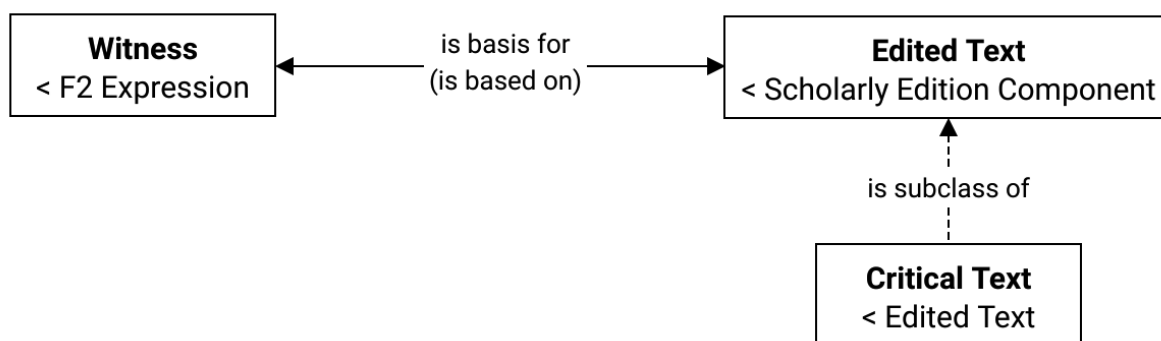 Witness
< F2 Expression
is basis for
(is based on)
Edited Text
< Scholarly Edition Component
is subclass of
Critical Text
< Edited Text